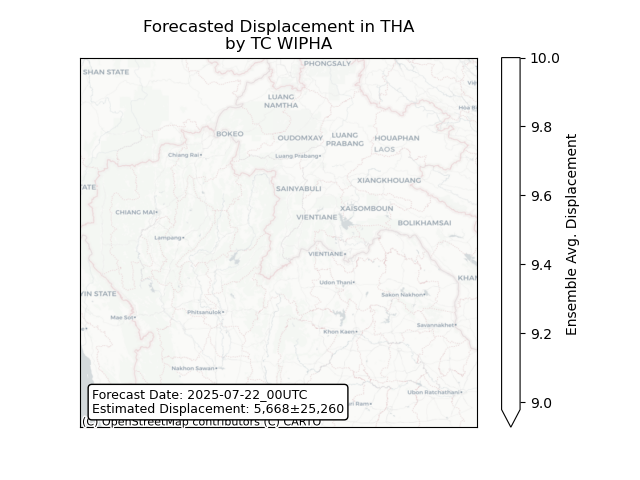 Forecasted Displacement in THA
by TC WIPHA
PHONGSALY
SHAN STATE
LUANG
NAMTHA
BOKEO
OUDOMXAY
LUANG
PRABANG
HOUAPHAN
LAOS
Chiang Rai
Luang Prabang
XIANGKHOUANG
SAINYABULI
CHIANG MAI
XAISOMBOUN
VIENTIANE
BOLIKHAMSAI
Lampang
VIENTIANE
Udon Thani
Sakon Nakhon
Mae Sot
Phitsanulok
Khon Kaen
Savannakhet
Nakhon Sawan
Ubon Ratchathani
Forecast Date: 2025-07-22_00UTC
Estimated Displacement: 5,668±25,260
(C) OpenStreetMap contributors (C) CARTO
10.0
9.8
9.6
9.4
9.2
9.0
Ensemble Avg. Displacement